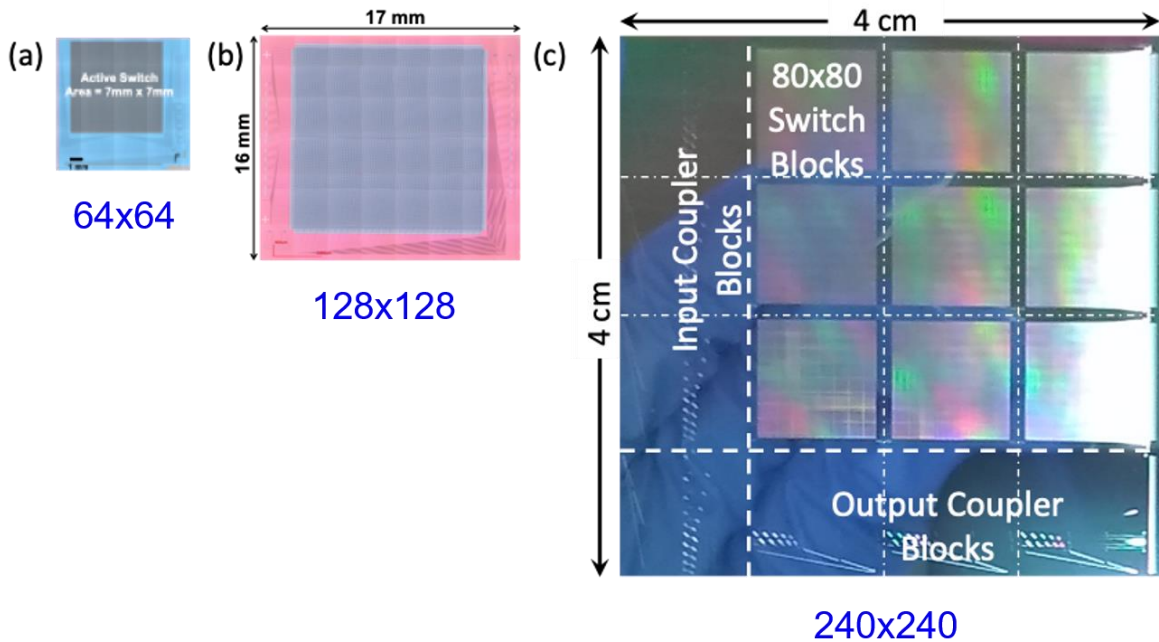 (a)
Active Switch
Area = 7mm x 7mm
1 mm
64x64
(b)
17 mm
16 mm
128x128
(c)
4 cm
4 cm
80x80
Switch
Blocks
Input Coupler
Blocks
Output Coupler
Blocks
240x240